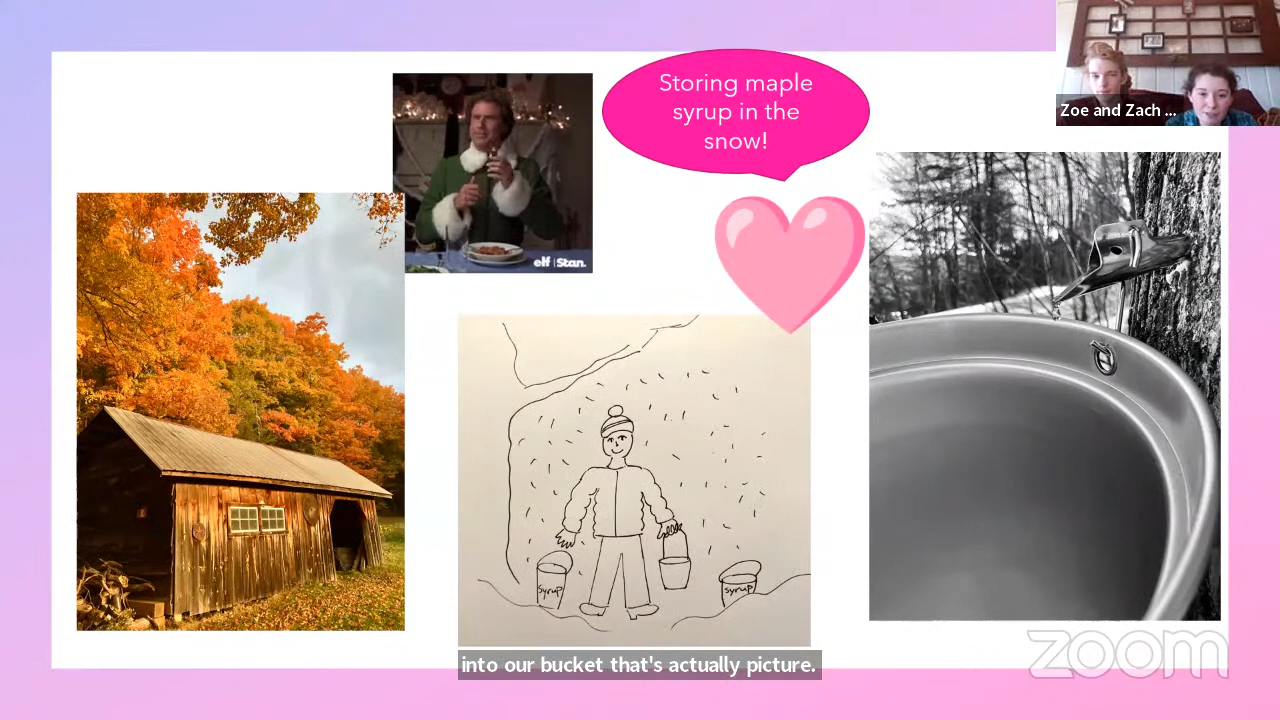 Storing maple
syrup in the
snow!
Zoe and Zach ...
elf Stan.
syrup
syrup
into our bucket that's actually picture.
zoom